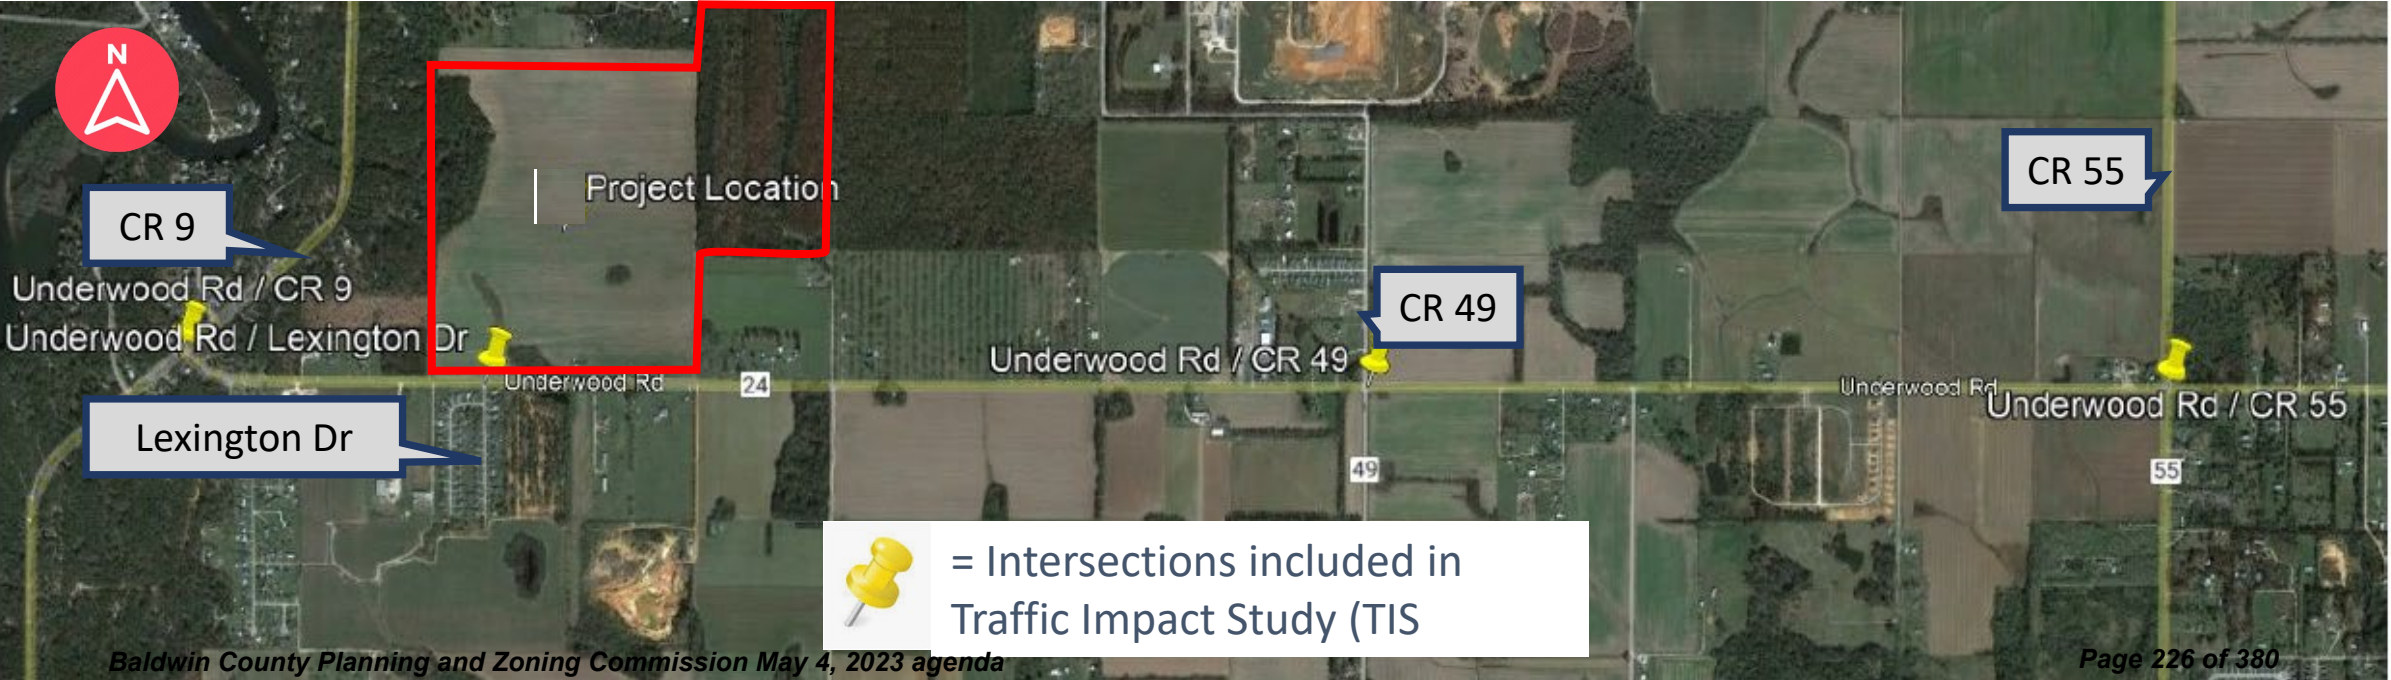 N
Project Location
CR 55
CR 9
Underwood Rd / CR 9
CR 49
Underwood Rd / Lexington Dr
Underwood Rd / CR 49
Underwood Rd
24
Underwood Rd
Underwood Rd / CR 55
Lexington Dr
49
55
= Intersections included in
Traffic Impact Study (TIS
Baldwin County Planning and Zoning Commission May 4, 2023 agenda
Page 226 of 380